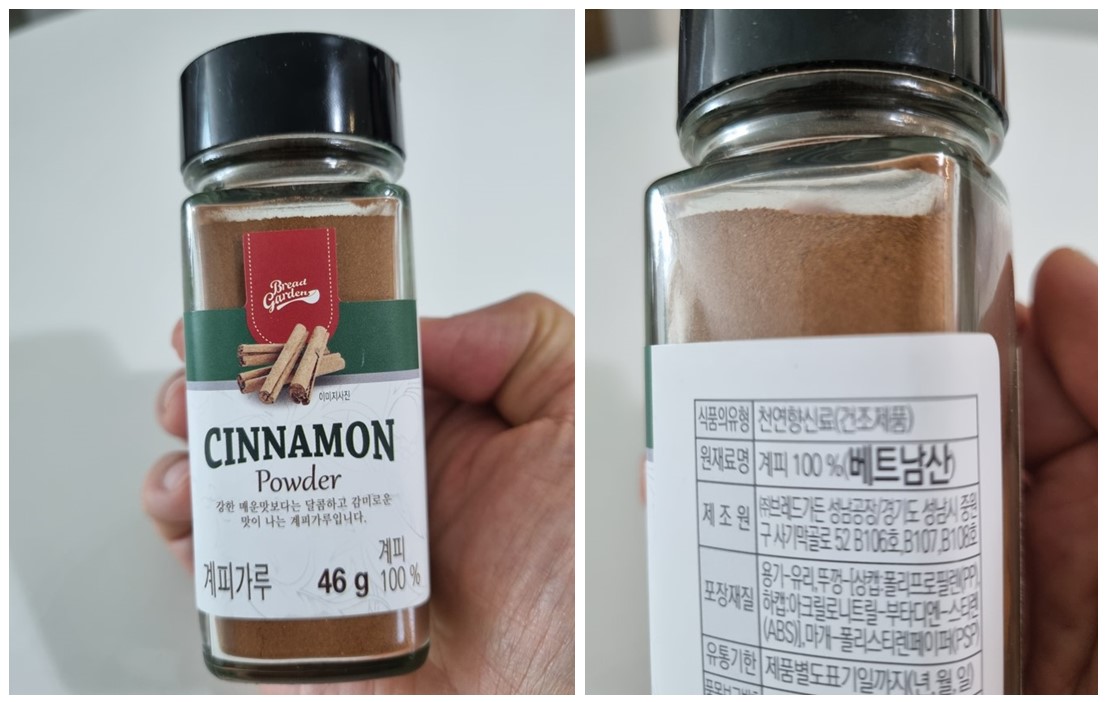 Bread
Garden
이미지사진
CINNAMON
Powder
강한 매운맛보다는 달콤하고 감미로운
맛이 나는 계피가루입니다.
계피가루
46 g
계피
100 %
식품의유형 천연향신료(건조제품)
원재료명 계피 100 %(베트남산)
제 조 원 ㈜브레드가든 성남공장/경기도 성남시 중원
구 사기막골로 52 B106호,B107,B108호
포장재질 용기-유리,뚜껑-[상캡:폴리프로필렌(PP),
하캡:아크릴로니트릴-부타디엔-스티렌
(ABS)],마개-폴리스티렌페이퍼(PSP)
유통기한 제품별도표기일까지(년,월,일)